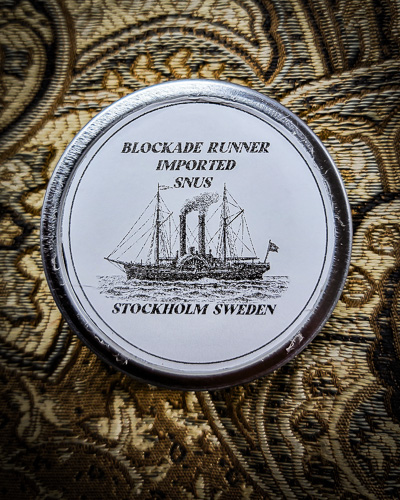 BLOCKADE RUNNER
IMPORTED
SNUS
STOCKHOLM SWEDEN